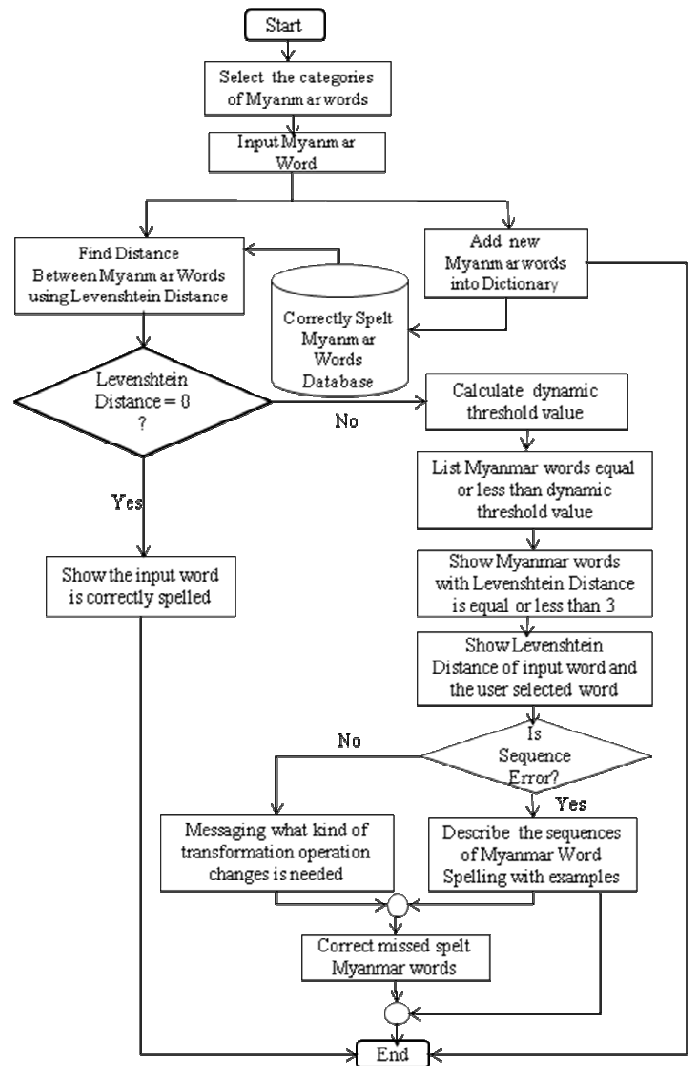 Start
Select the categories
of Myanmar words
Input Myanmar
Word
Find Distance
Between Myanmar Words
using Levenshtein Distance
Add new
Myanmar words
into Dictionary
Correctly Spelt
Myanmar
Words
Database
Levenshtein
Distance = 0
?
No
Yes
Calculate dynamic
threshold value
List Myanmar words equal
or less than dynamic
threshold value
Show the input word
is correctly spelled
Show Myanmar words
with Levenshtein Distance
is equal or less than 3
Show Levenshtein
Distance of input word and
the user selected word
Is
Sequence
Error?
No
Yes
Messaging what kind of
transformation operation
changes is needed
Describe the sequences
of Myanmar Word
Spelling with examples
Correct missed spelt
Myanmar words
End